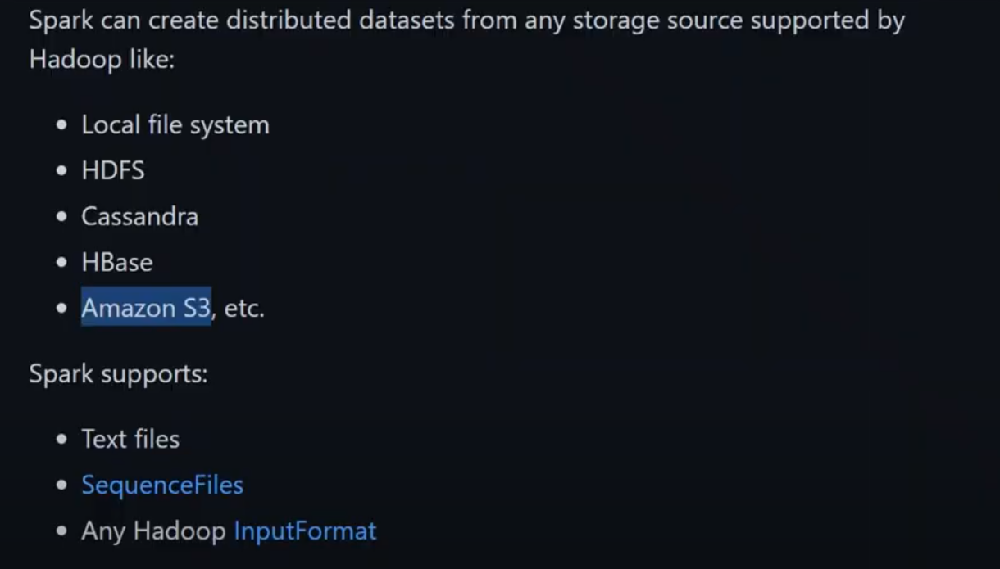 Spark can create distributed datasets from any storage source supported by
Hadoop like:
• Local file system
• HDFS
• Cassandra
• HBase
• Amazon S3, etc.
Spark supports:
• Text files
• SequenceFiles
• Any Hadoop InputFormat